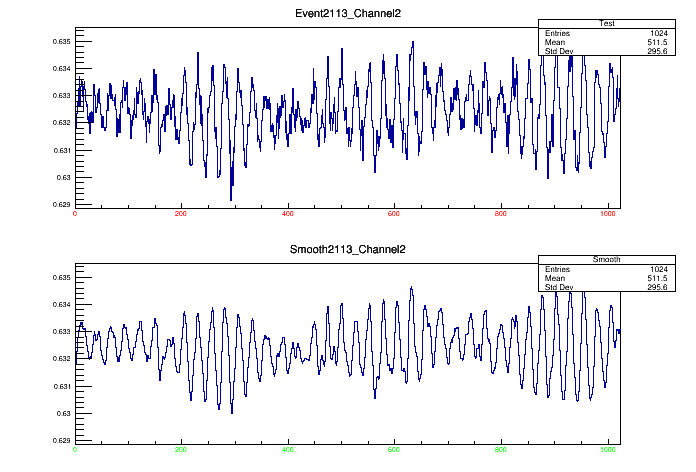 Event2113_Channel2
Test
Entries 1024
Mean 511.5
Std Dev 295.6
0.635
0.634
0.633
0.632
0.631
0.63
0.629
0 200 400 600 800 1000
Smooth2113_Channel2
Smooth
Entries 1024
Mean 511.5
Std Dev 295.6
0.635
0.634
0.633
0.632
0.631
0.63
0.629
0 200 400 600 800 1000